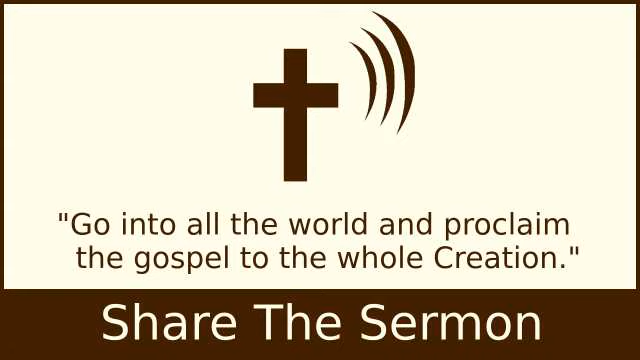 "Go into all the world and proclaim
the gospel to the whole Creation."
Share The Sermon